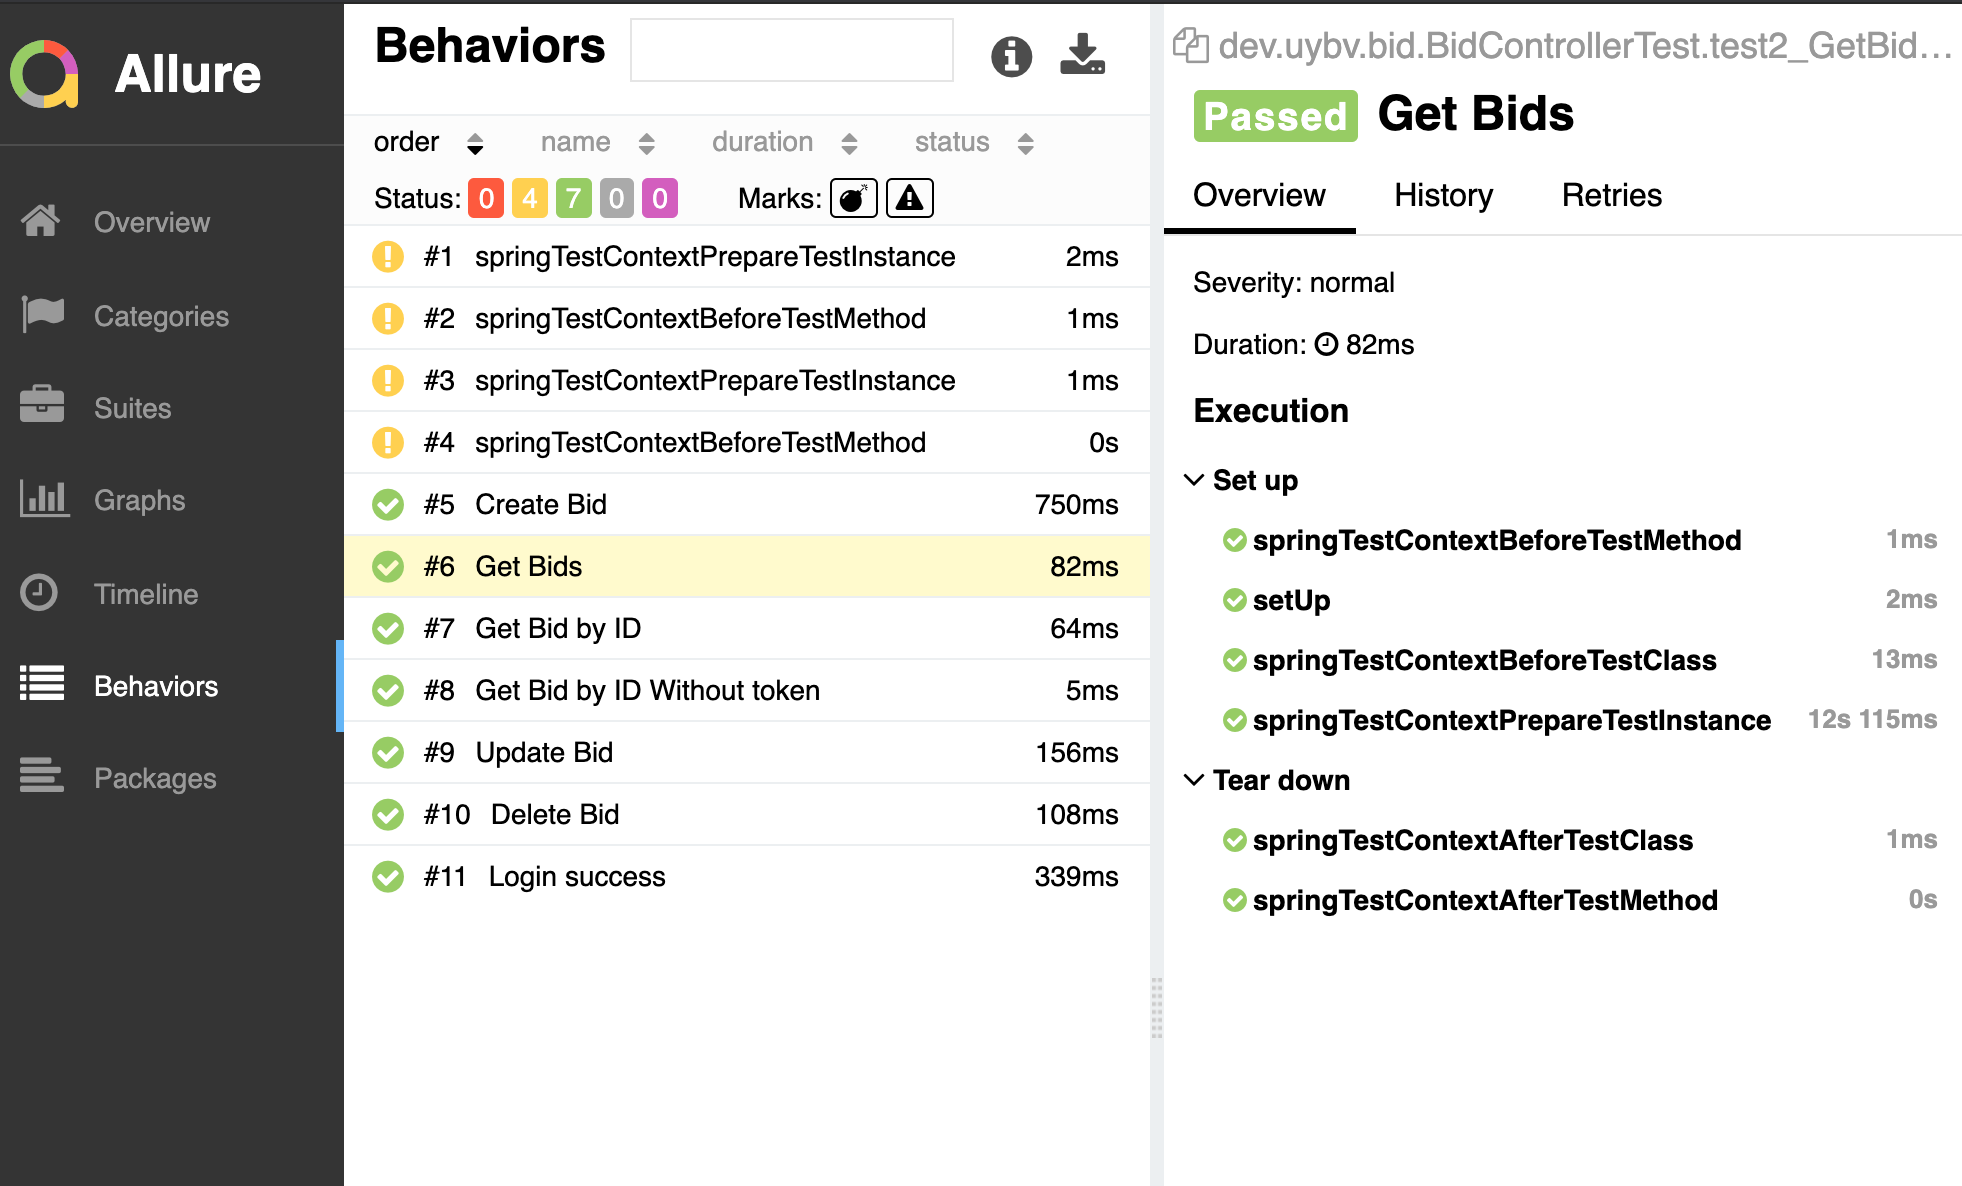 Allure
Overview
Categories
Suites
Graphs
Timeline
Behaviors
Packages
Behaviors
order name duration status
Status: 0 4 7 0 0 Marks:
#1 springTestContextPrepareTestInstance 2ms
#2 springTestContextBeforeTestMethod 1ms
#3 springTestContextPrepareTestInstance 1ms
#4 springTestContextBeforeTestMethod 0s
#5 Create Bid 750ms
#6 Get Bids 82ms
#7 Get Bid by ID 64ms
#8 Get Bid by ID Without token 5ms
#9 Update Bid 156ms
#10 Delete Bid 108ms
#11 Login success 339ms
dev.uybv.bid.BidControllerTest.test2_GetBid...
Passed Get Bids
Overview History Retries
Severity: normal
Duration: 82ms
Execution
Set up
springTestContextBeforeTestMethod 1ms
setUp 2ms
springTestContextBeforeTestClass 13ms
springTestContextPrepareTestInstance 12s 115ms
Tear down
springTestContextAfterTestClass 1ms
springTestContextAfterTestMethod 0s